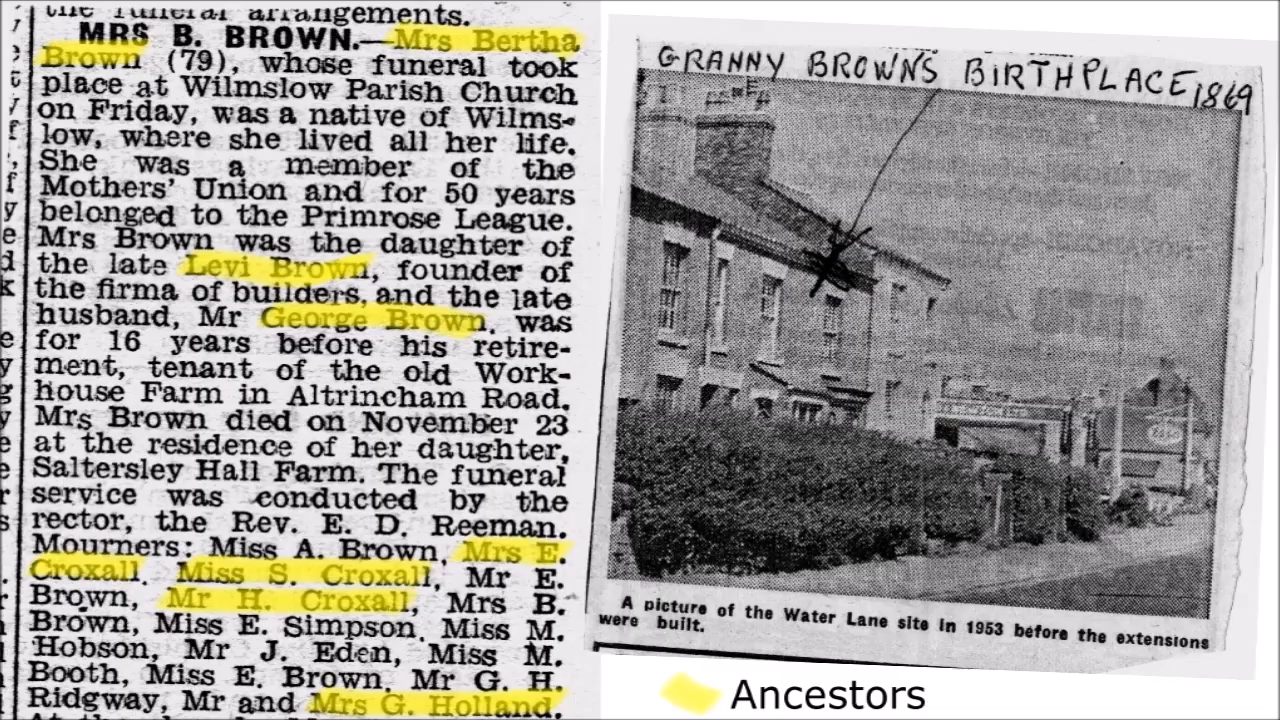 the funeral arrangements.
MRS B. BROWN.—Mrs Bertha
Brown (79), whose funeral took
place at Wilmslow Parish Church
on Friday, was a native of Wilms-
low, where she lived all her life.
She was a member of the
Mothers' Union and for 50 years
belonged to the Primrose League.
Mrs Brown was the daughter of
the late Levi Brown, founder of
the firma of builders, and the late
husband, Mr George Brown, was
for 16 years before his retire-
ment, tenant of the old Work-
house Farm in Altrincham Road.
Mrs Brown died on November 23
at the residence of her daughter,
Saltersley Hall Farm. The funeral
service was conducted by the
rector, the Rev. E. D. Reeman.
Mourners: Miss A. Brown, Mrs E.
Croxall, Miss S. Croxall, Mr E.
Brown, Mr H. Croxall, Mrs B.
Brown, Miss E. Simpson, Miss M.
Hobson, Mr J. Eden, Miss M.
Booth, Miss E. Brown, Mr G. H.
Ridgway, Mr and Mrs G. Holland.
GRANNY BROWN'S BIRTHPLACE 1869
A picture of the Water Lane site in 1953 before the extensions
were built.
Ancestors